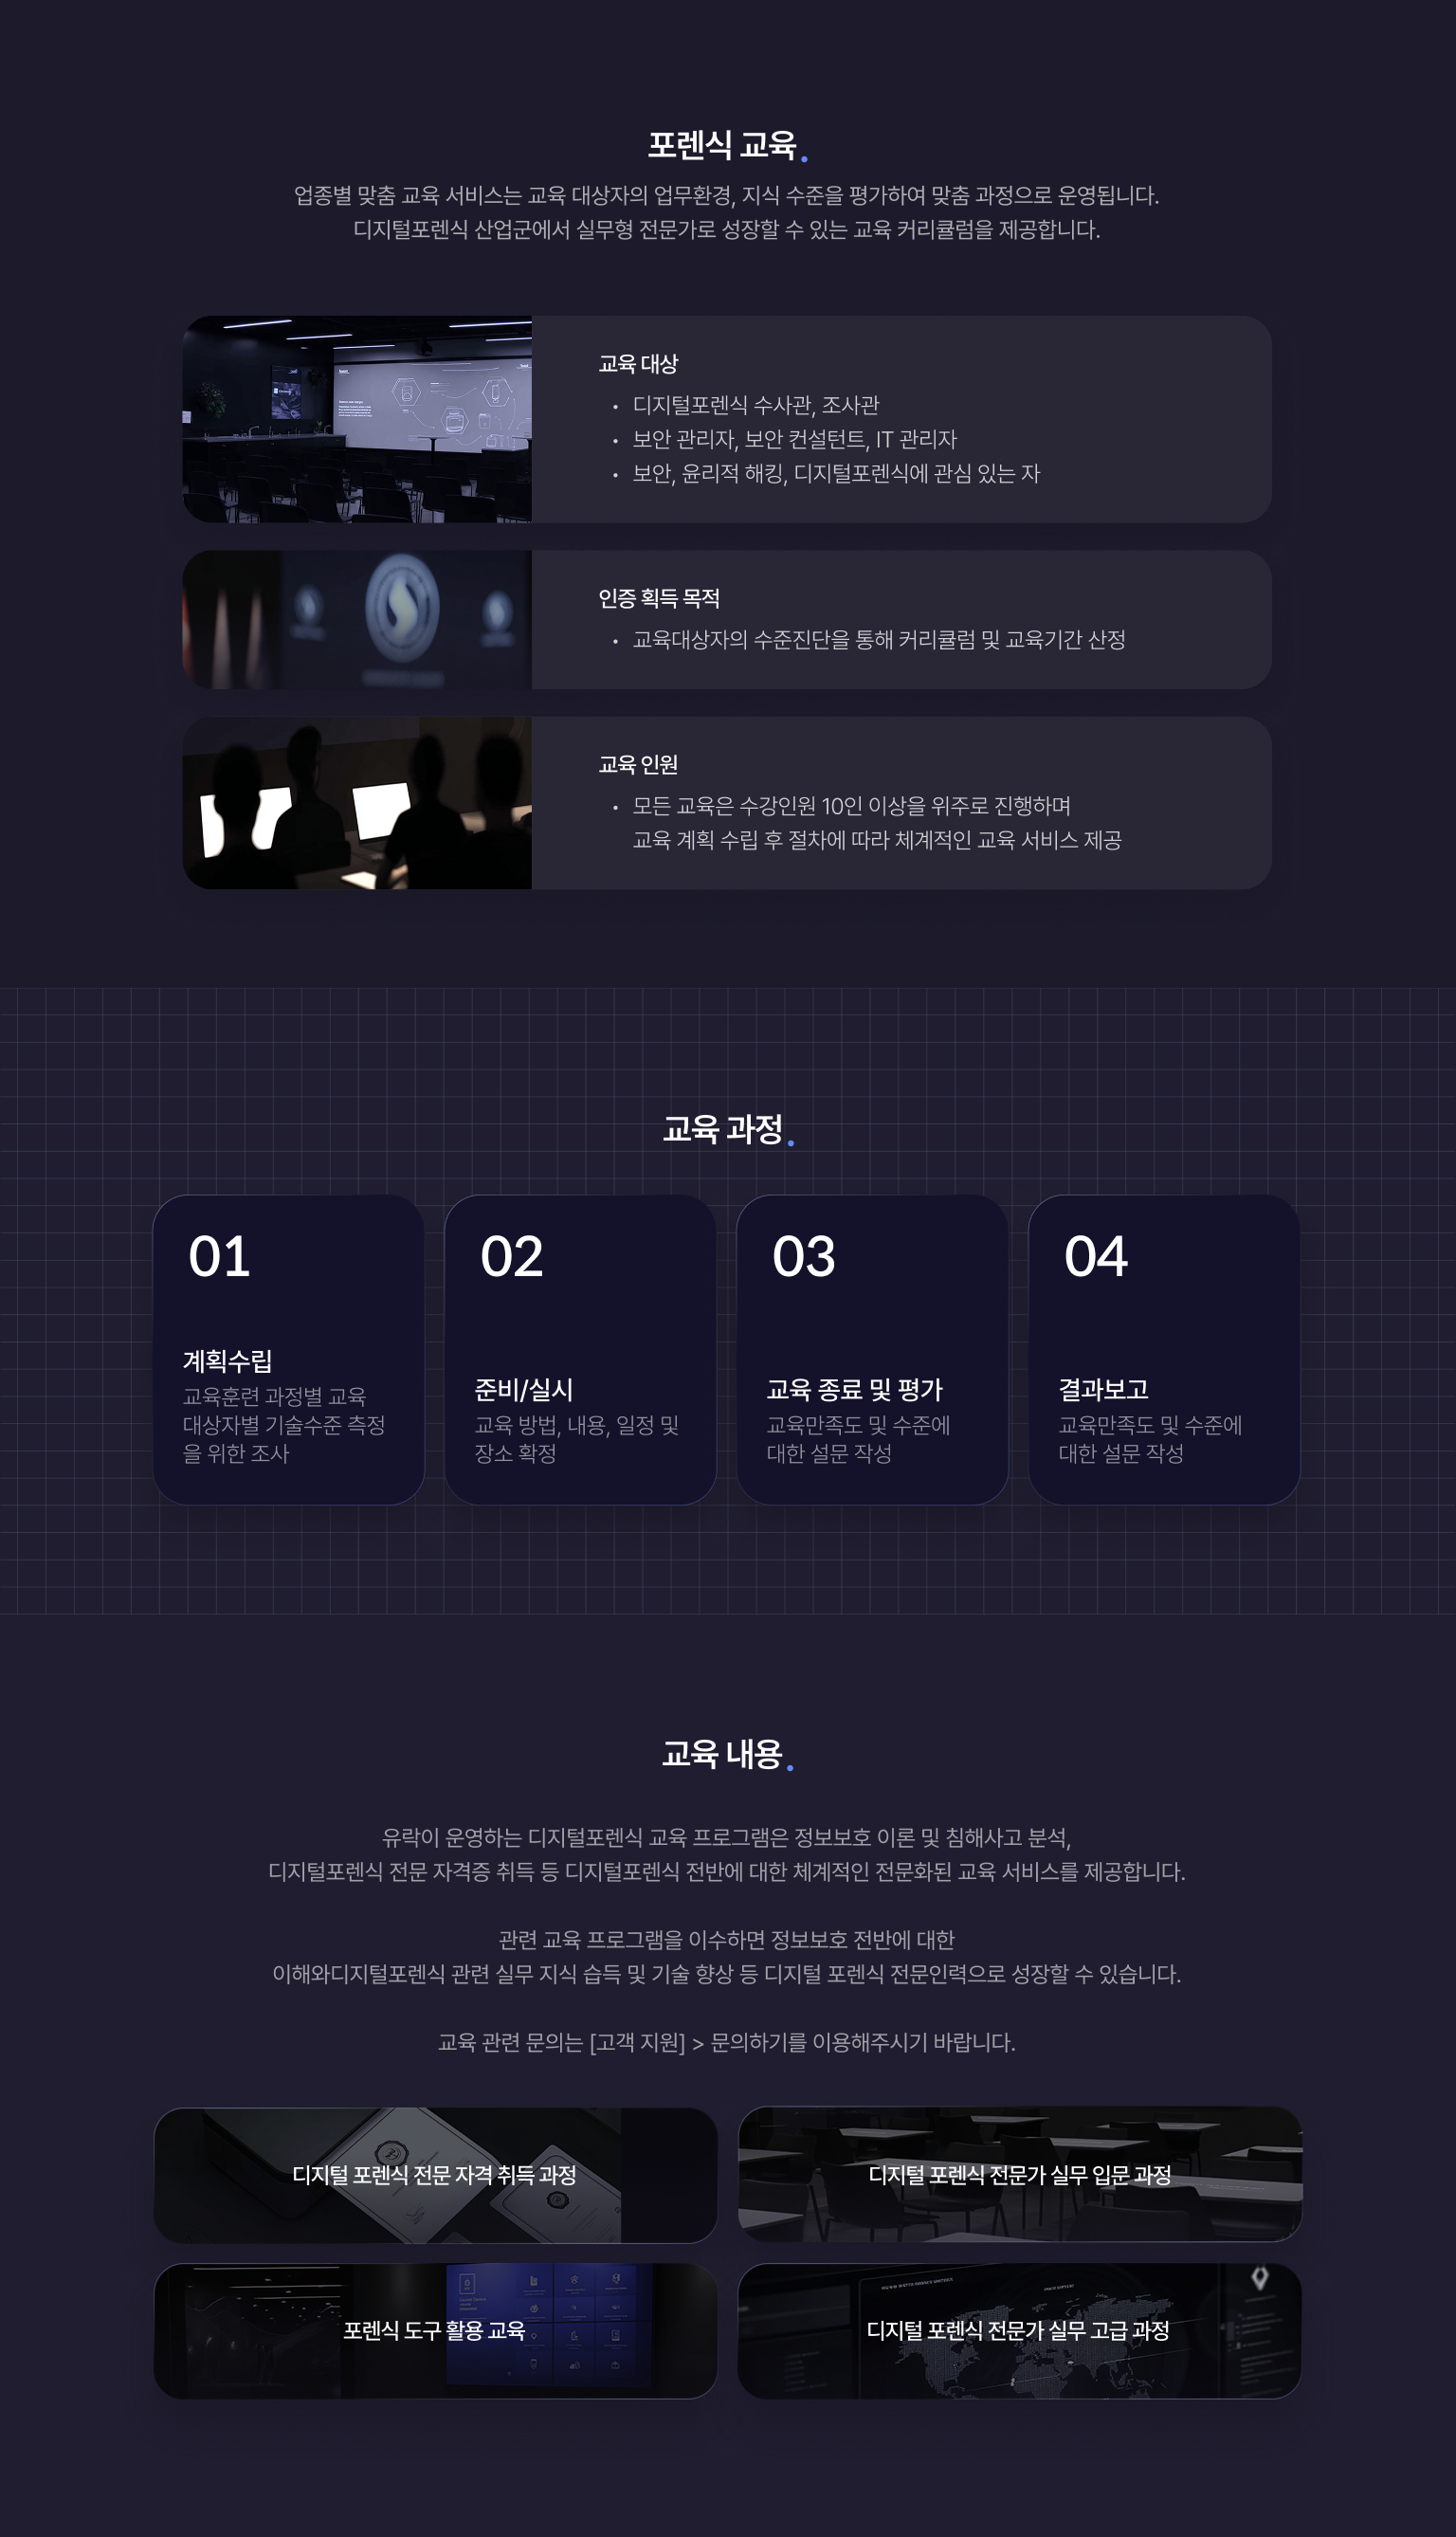 포렌식 교육.
업종별 맞춤 교육 서비스는 교육 대상자의 업무환경, 지식 수준을 평가하여 맞춤 과정으로 운영됩니다.
디지털포렌식 산업군에서 실무형 전문가로 성장할 수 있는 교육 커리큘럼을 제공합니다.
교육 대상
• 디지털포렌식 수사관, 조사관
• 보안 관리자, 보안 컨설턴트, IT 관리자
• 보안, 윤리적 해킹, 디지털포렌식에 관심 있는 자
인증 획득 목적
• 교육대상자의 수준진단을 통해 커리큘럼 및 교육기간 산정
교육 인원
• 모든 교육은 수강인원 10인 이상을 위주로 진행하며
교육 계획 수립 후 절차에 따라 체계적인 교육 서비스 제공
교육 과정.
01
계획수립
교육훈련 과정별 교육
대상자별 기술수준 측정
을 위한 조사
02
준비/실시
교육 방법, 내용, 일정 및
장소 확정
03
교육 종료 및 평가
교육만족도 및 수준에
대한 설문 작성
04
결과보고
교육만족도 및 수준에
대한 설문 작성
교육 내용.
유락이 운영하는 디지털포렌식 교육 프로그램은 정보보호 이론 및 침해사고 분석,
디지털포렌식 전문 자격증 취득 등 디지털포렌식 전반에 대한 체계적인 전문화된 교육 서비스를 제공합니다.
관련 교육 프로그램을 이수하면 정보보호 전반에 대한
이해와디지털포렌식 관련 실무 지식 습득 및 기술 향상 등 디지털 포렌식 전문인력으로 성장할 수 있습니다.
교육 관련 문의는 [고객 지원] > 문의하기를 이용해주시기 바랍니다.
디지털 포렌식 전문 자격 취득 과정
디지털 포렌식 전문가 실무 입문 과정
포렌식 도구 활용 교육
디지털 포렌식 전문가 실무 고급 과정